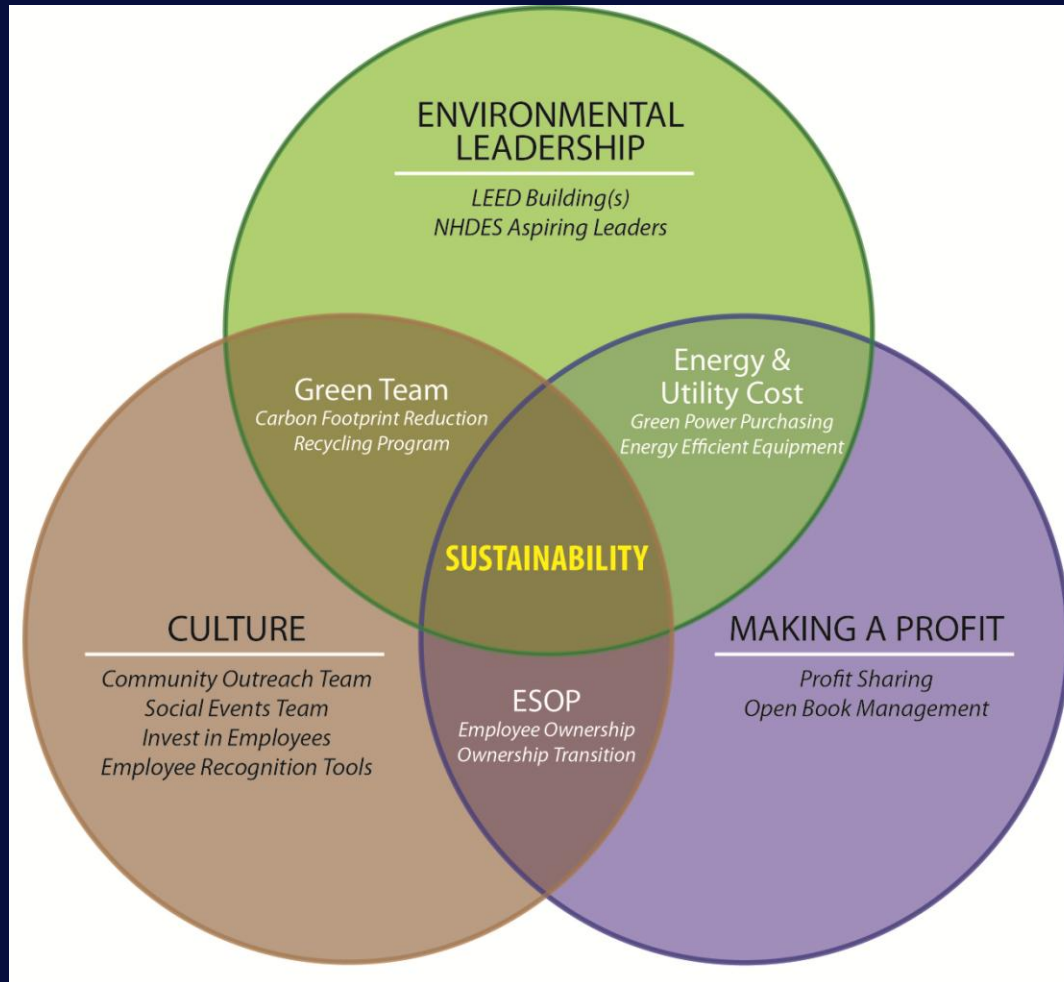 ENVIRONMENTAL
LEADERSHIP
LEED Building(s)
NHDES Aspiring Leaders
Green Team
Carbon Footprint Reduction
Recycling Program
Energy &
Utility Cost
Green Power Purchasing
Energy Efficient Equipment
SUSTAINABILITY
CULTURE
Community Outreach Team
Social Events Team
Invest in Employees
Employee Recognition Tools
ESOP
Employee Ownership
Ownership Transition
MAKING A PROFIT
Profit Sharing
Open Book Management